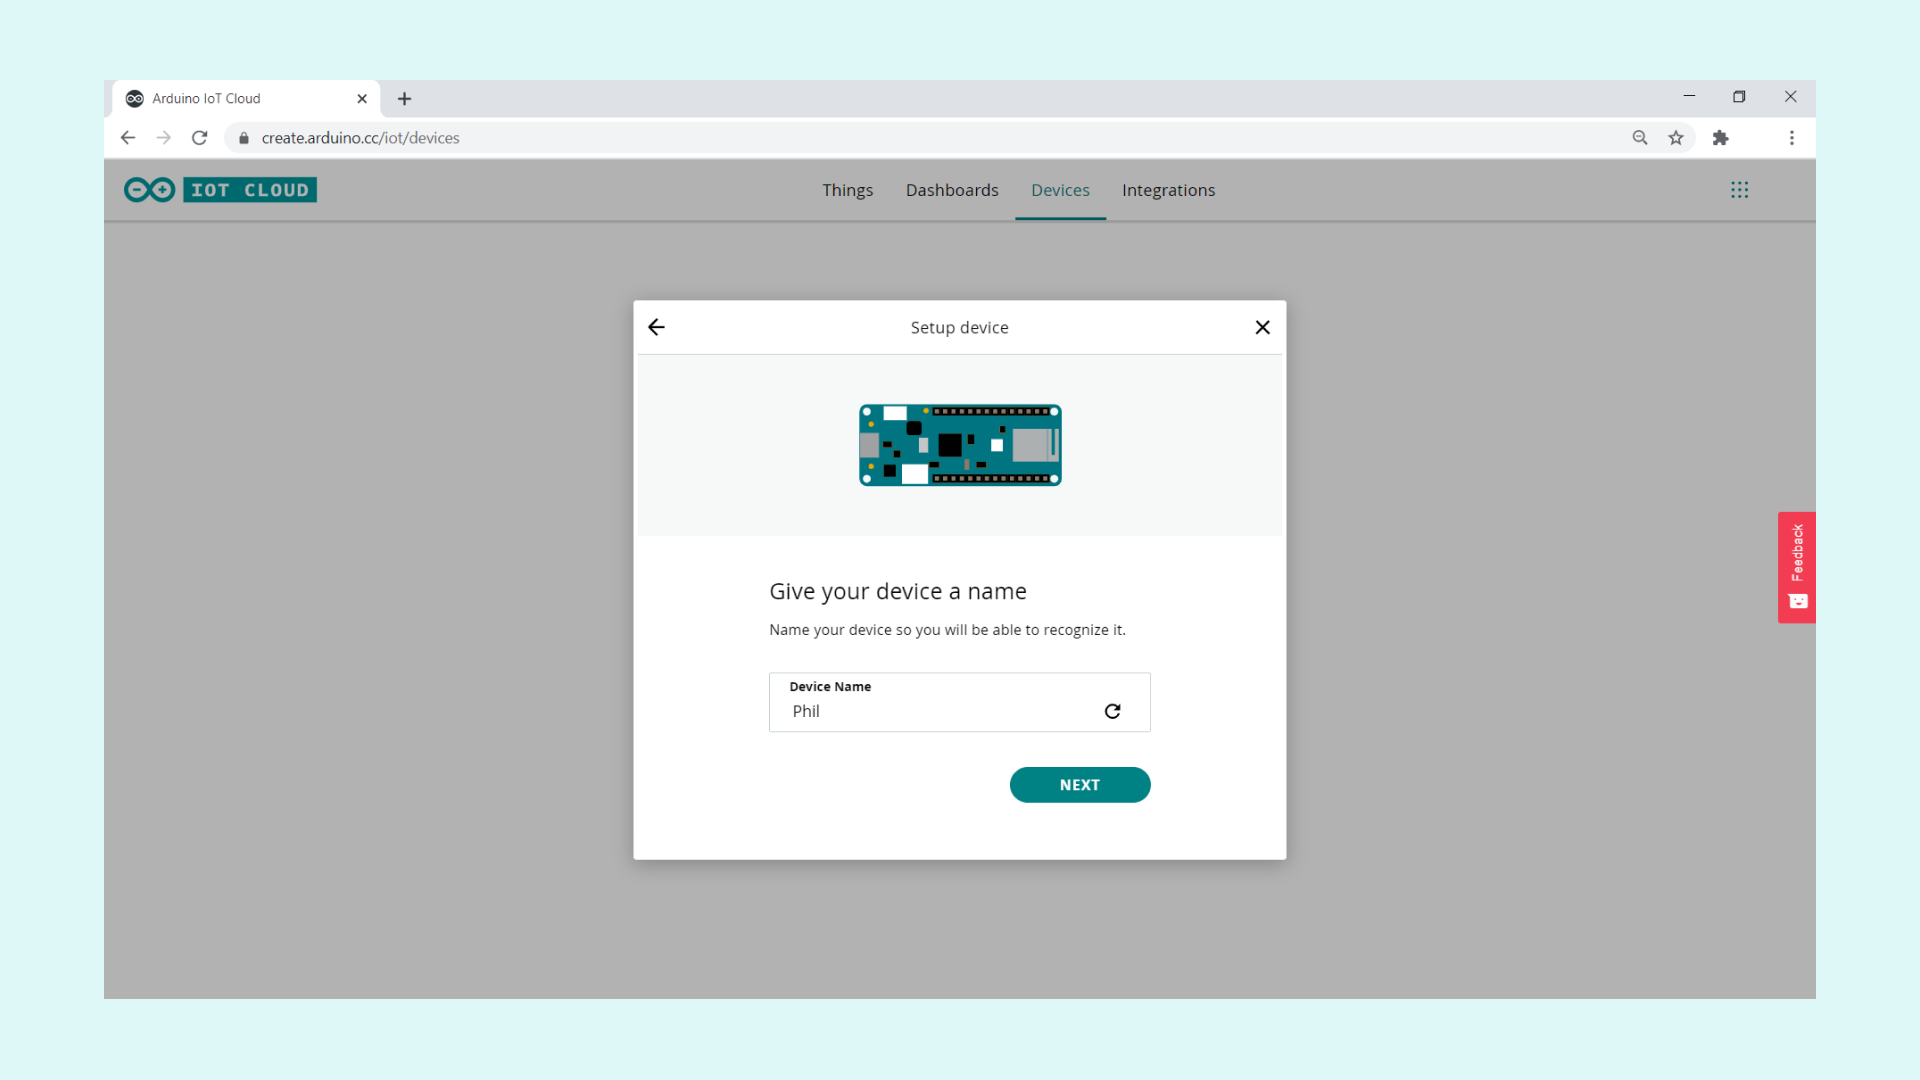 Arduino IoT Cloud
create.arduino.cc/iot/devices
IOT CLOUD
Things
Dashboards
Devices
Integrations
Setup device
Give your device a name
Name your device so you will be able to recognize it.
Device Name
Phil
NEXT
Feedback